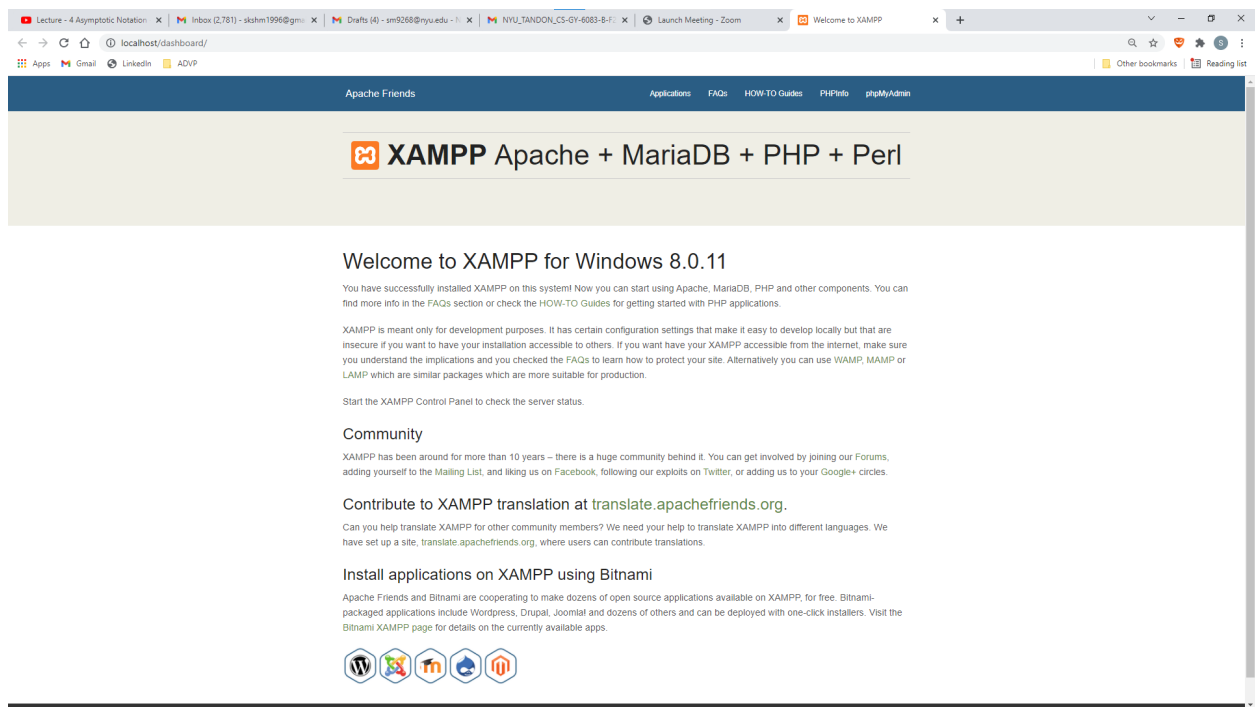 Lecture - 4 Asymptotic Notation
Inbox (2,781) - skshm1996@gma
Drafts (4) - sm9268@nyu.edu - N
NYU_TANDON_CS-GY-6083-B-F
Launch Meeting - Zoom
Welcome to XAMPP
localhost/dashboard/
S
Apps Gmail LinkedIn ADVP
Other bookmarks Reading list
Apache Friends
Applications FAQs HOW-TO Guides PHPInfo phpMyAdmin
XAMPP Apache + MariaDB + PHP + Perl
Welcome to XAMPP for Windows 8.0.11
You have successfully installed XAMPP on this system! Now you can start using Apache, MariaDB, PHP and other components. You can
find more info in the FAQs section or check the HOW-TO Guides for getting started with PHP applications.
XAMPP is meant only for development purposes. It has certain configuration settings that make it easy to develop locally but that are
insecure if you want to have your installation accessible to others. If you want have your XAMPP accessible from the internet, make sure
you understand the implications and you checked the FAQs to learn how to protect your site. Alternatively you can use WAMP, MAMP or
LAMP which are similar packages which are more suitable for production.
Start the XAMPP Control Panel to check the server status.
Community
XAMPP has been around for more than 10 years – there is a huge community behind it. You can get involved by joining our Forums,
adding yourself to the Mailing List, and liking us on Facebook, following our exploits on Twitter, or adding us to your Google+ circles.
Contribute to XAMPP translation at translate.apachefriends.org.
Can you help translate XAMPP for other community members? We need your help to translate XAMPP into different languages. We
have set up a site, translate.apachefriends.org, where users can contribute translations.
Install applications on XAMPP using Bitnami
Apache Friends and Bitnami are cooperating to make dozens of open source applications available on XAMPP, for free. Bitnami-
packaged applications include Wordpress, Drupal, Joomla! and dozens of others and can be deployed with one-click installers. Visit the
Bitnami XAMPP page for details on the currently available apps.